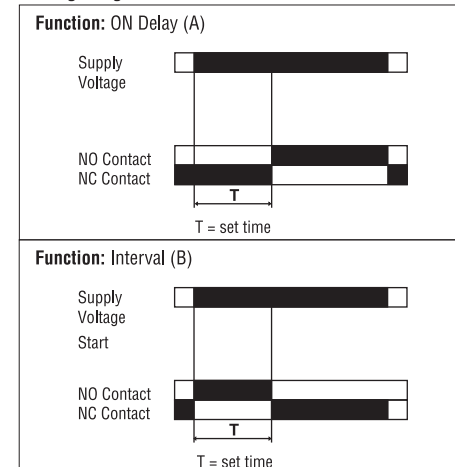 Function: ON Delay (A)
Supply
Voltage
NO Contact
NC Contact
T
T = set time
Function: Interval (B)
Supply
Voltage
Start
NO Contact
NC Contact
T
T = set time